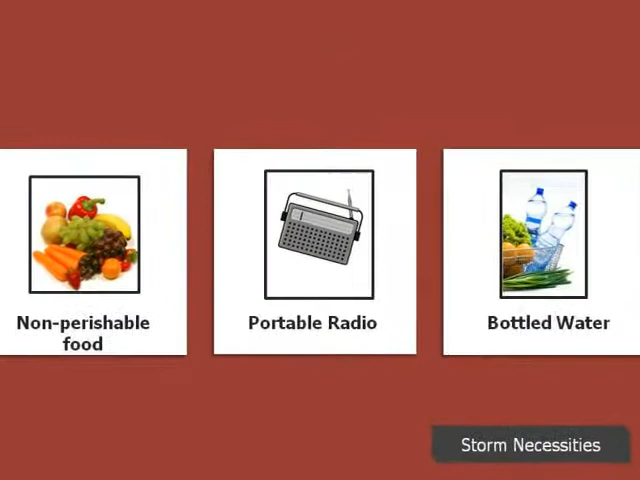 Non-perishable
food
Portable Radio
Bottled Water
Storm Necessities